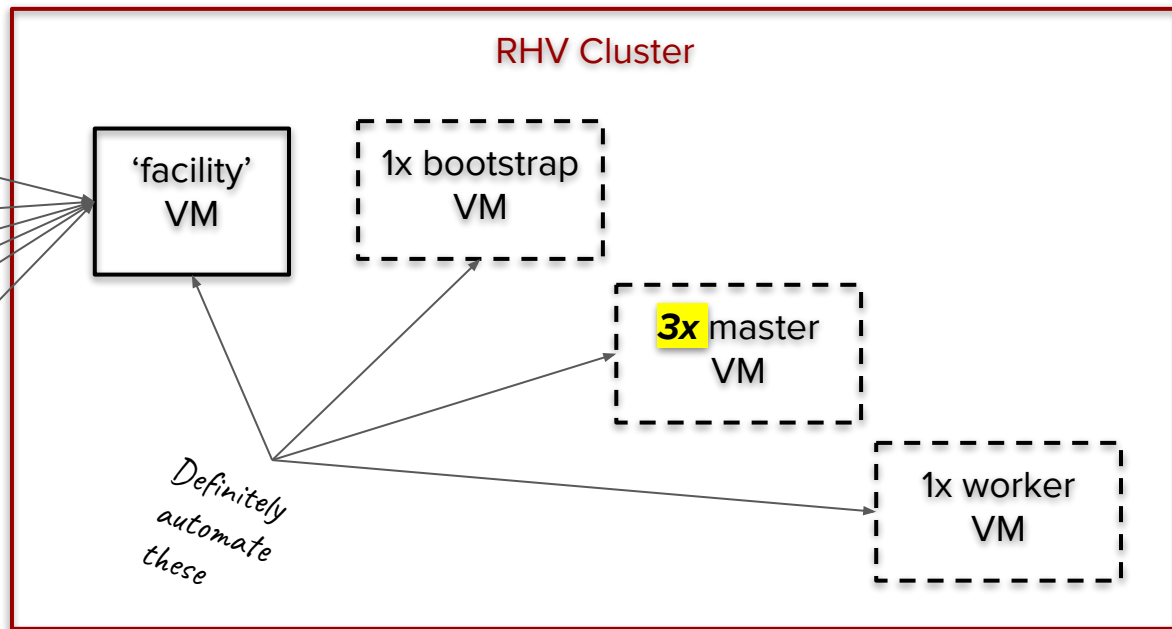 RHV Cluster
‘facility’
VM
1x bootstrap
VM
3x master
VM
1x worker
VM
Definitely
automate
these